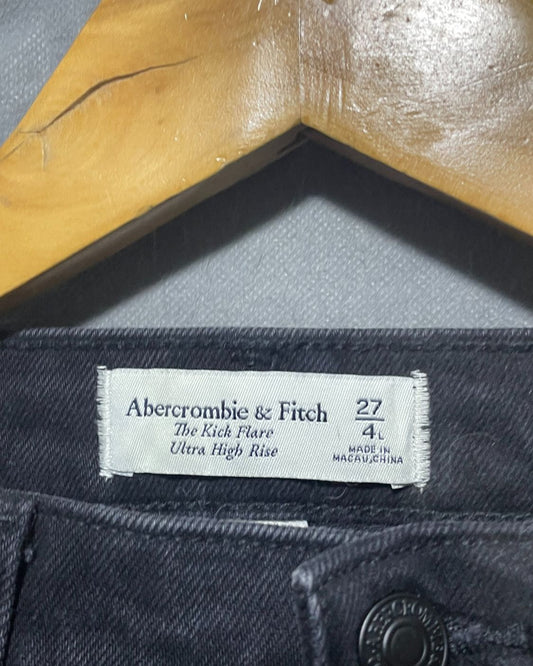 Abercrombie & Fitch
The Kick Flare
Ultra High Rise
27
4L
MADE IN
MACAU, CHINA